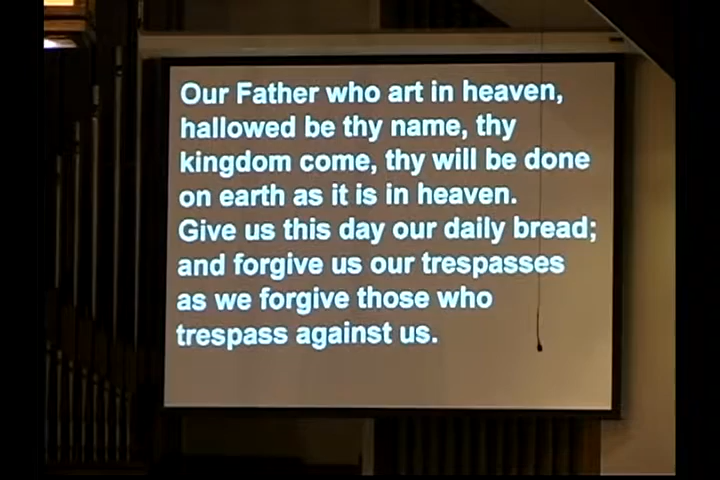 Our Father who art in heaven,
hallowed be thy name, thy
kingdom come, thy will be done
on earth as it is in heaven.
Give us this day our daily bread;
and forgive us our trespasses
as we forgive those who
trespass against us.